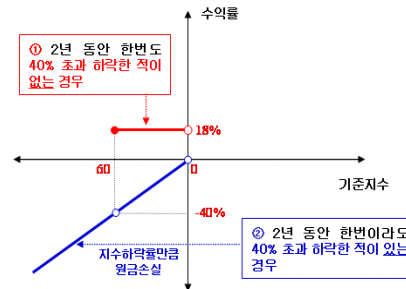 수익률
① 2년 동안 한번도
40% 초과 하락한 적이
없는 경우
18%
60
0
기준지수
-40%
지수하락률만큼
원금손실
② 2년 동안 한번이라도
40% 초과 하락한 적이 있는
경우